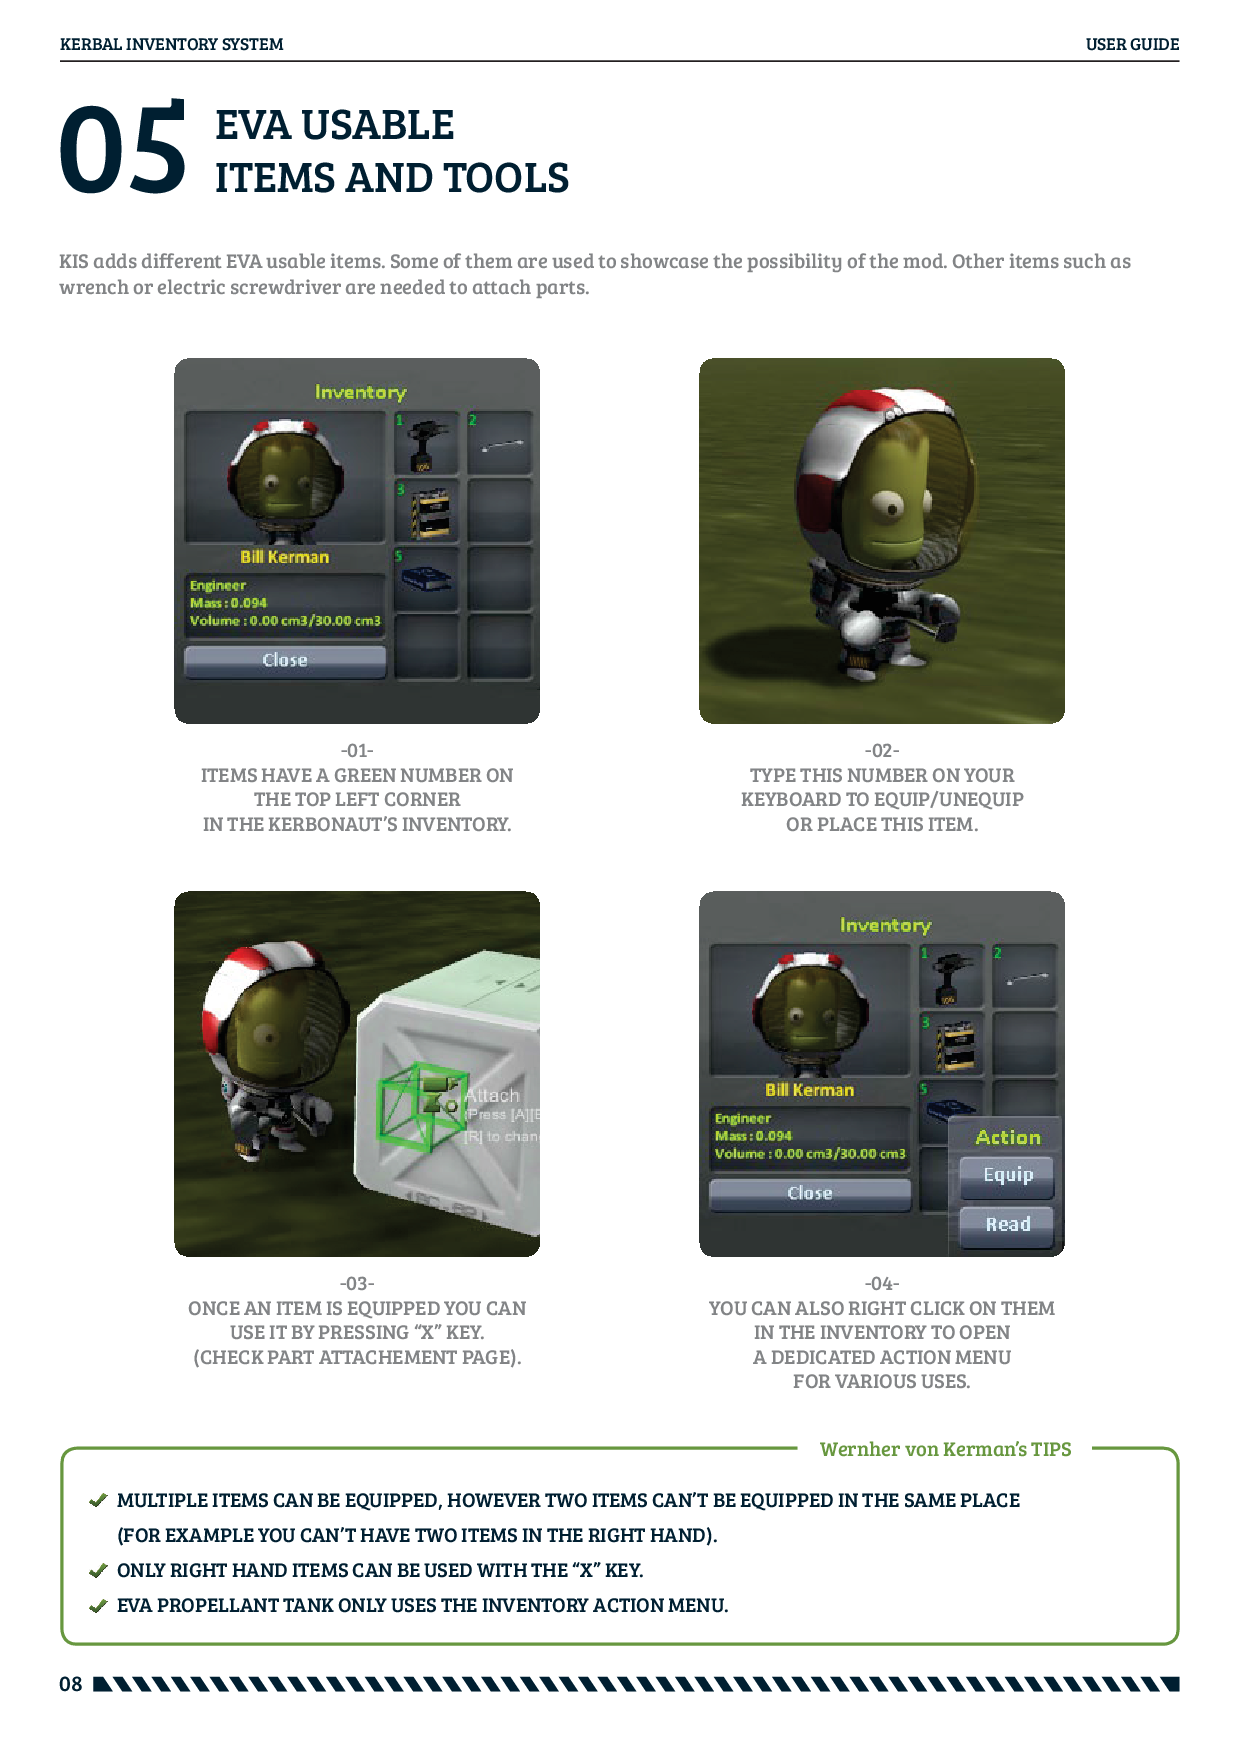 KERBAL INVENTORY SYSTEM
USER GUIDE
05
EVA USABLE
ITEMS AND TOOLS
KIS adds different EVA usable items. Some of them are used to showcase the possibility of the mod. Other items such as
wrench or electric screwdriver are needed to attach parts.
Inventory
1
2
3
5
Bill Kerman
Engineer
Mass : 0.094
Volume : 0.00 cm3/30.00 cm3
Close
-01-
ITEMS HAVE A GREEN NUMBER ON
THE TOP LEFT CORNER
IN THE KERBONAUT’S INVENTORY.
-02-
TYPE THIS NUMBER ON YOUR
KEYBOARD TO EQUIP/UNEQUIP
OR PLACE THIS ITEM.
Attach
(Press [A][E
[R] to chan
-03-
ONCE AN ITEM IS EQUIPPED YOU CAN
USE IT BY PRESSING “X” KEY.
(CHECK PART ATTACHEMENT PAGE).
Inventory
1
2
3
5
Bill Kerman
Engineer
Mass : 0.094
Volume : 0.00 cm3/30.00 cm3
Close
Action
Equip
Read
-04-
YOU CAN ALSO RIGHT CLICK ON THEM
IN THE INVENTORY TO OPEN
A DEDICATED ACTION MENU
FOR VARIOUS USES.
Wernher von Kerman’s TIPS
MULTIPLE ITEMS CAN BE EQUIPPED, HOWEVER TWO ITEMS CAN’T BE EQUIPPED IN THE SAME PLACE
(FOR EXAMPLE YOU CAN’T HAVE TWO ITEMS IN THE RIGHT HAND).
ONLY RIGHT HAND ITEMS CAN BE USED WITH THE “X” KEY.
EVA PROPELLANT TANK ONLY USES THE INVENTORY ACTION MENU.
08